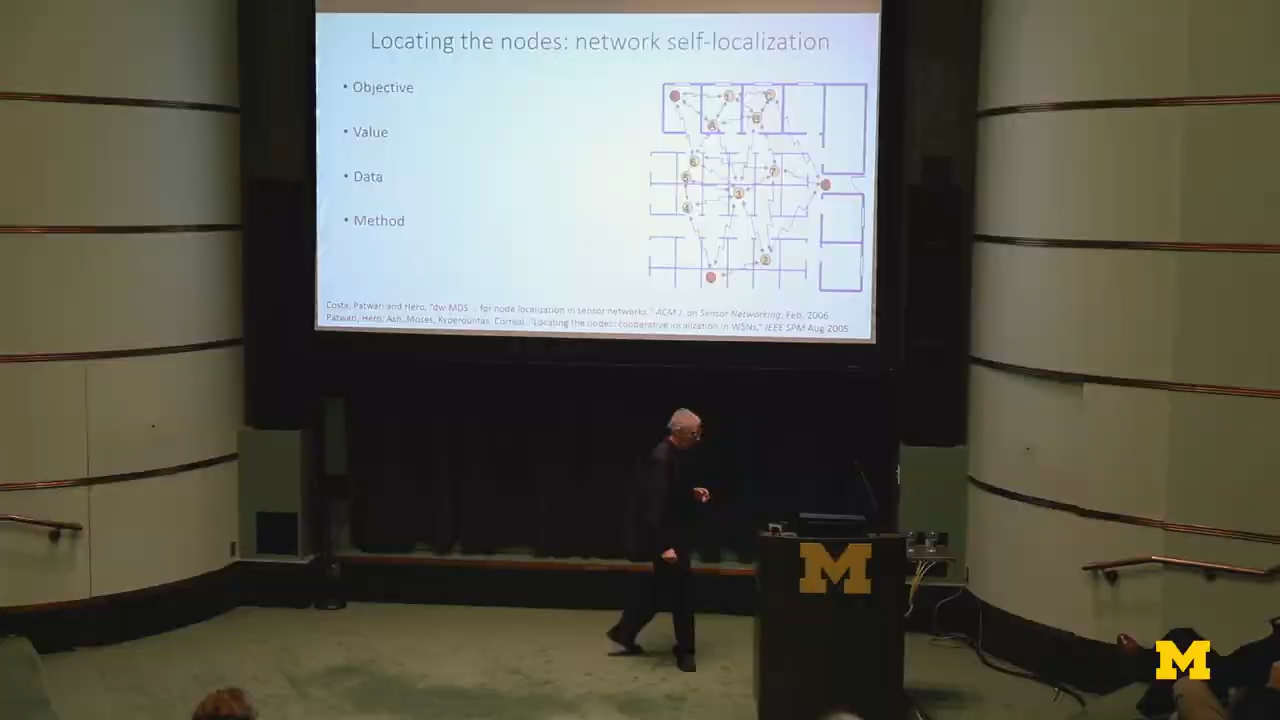 Locating the nodes: network self-localization
• Objective
• Value
• Data
• Method
Costa, Patwari and Hero, "dw MDS for node localization in sensor networks," ACM J. on Sensor Networking, Feb, 2006
Patwari, Hero, Ash, Moses, Kyperountas, Correal, "Locating the nodes: cooperative localization in WSNs," IEEE SPM Aug 2005
M
M